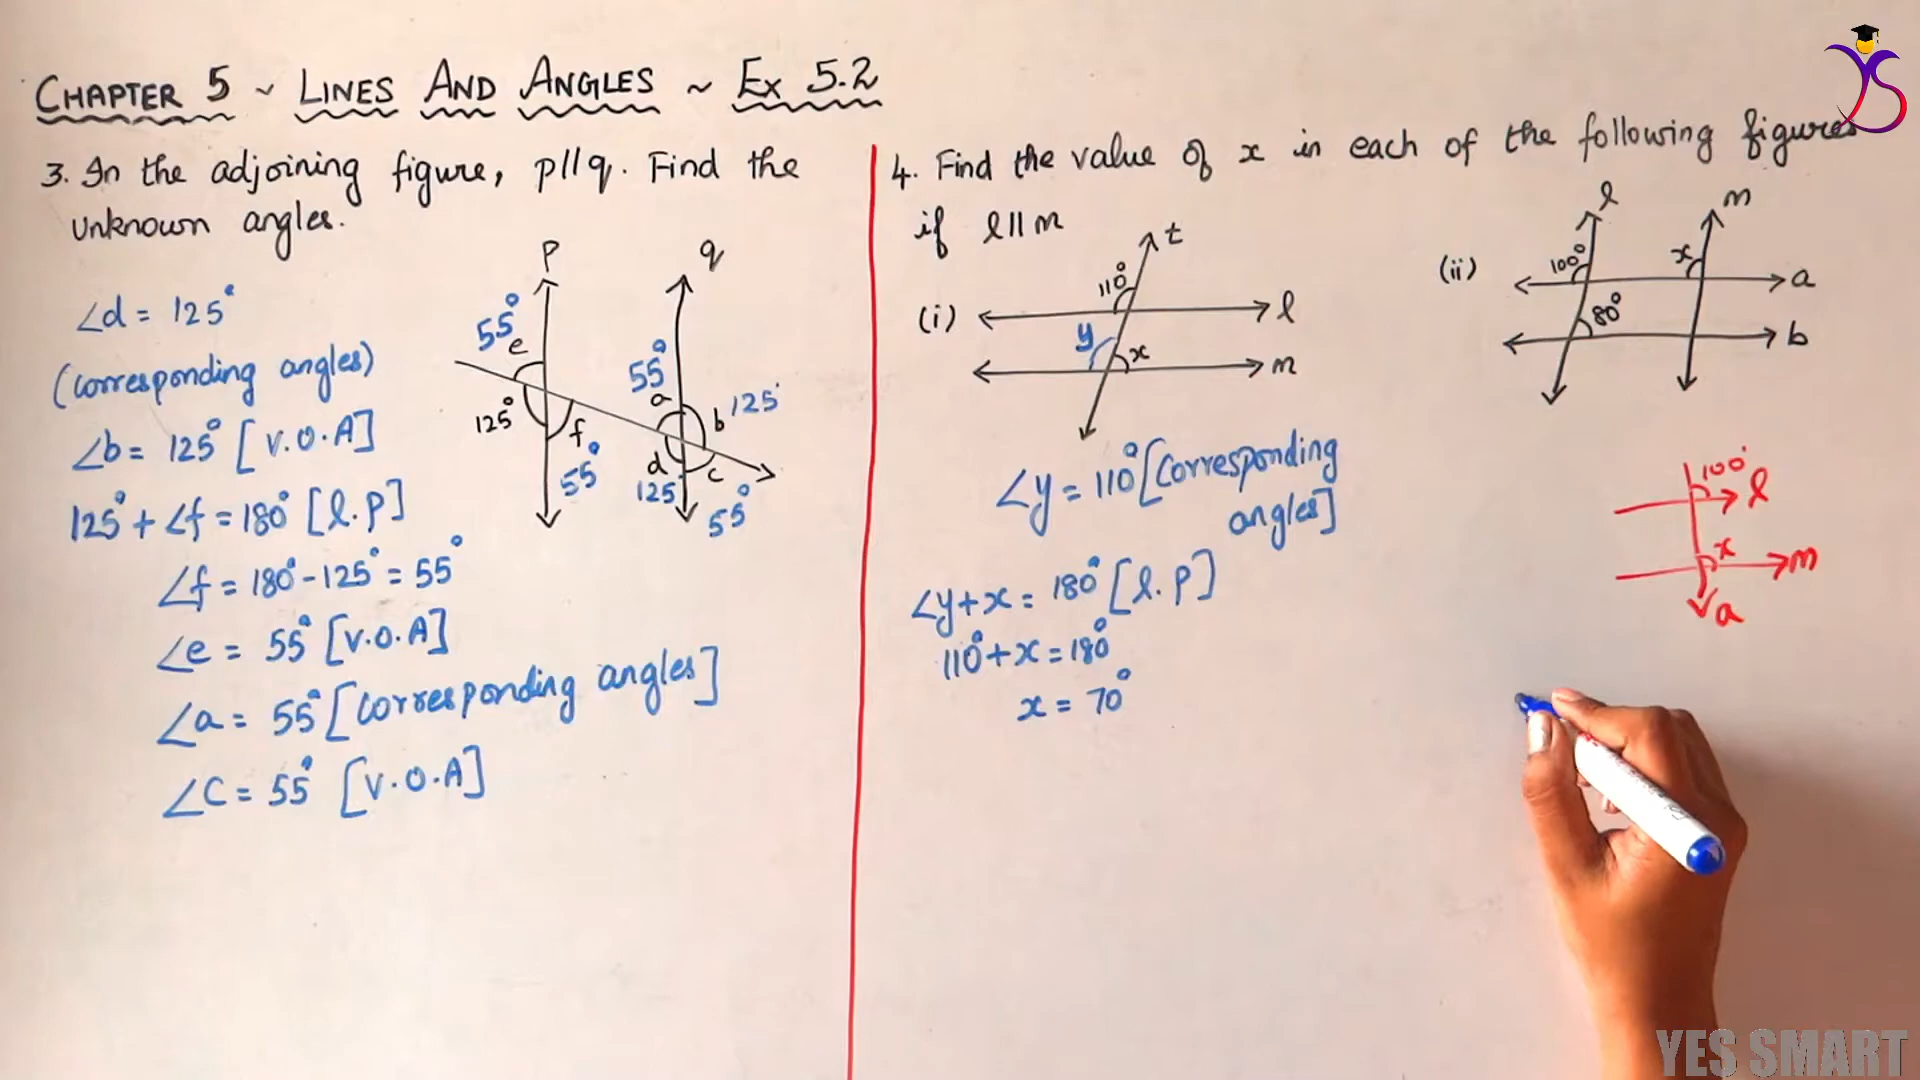 CHAPTER 5 ~ LINES AND ANGLES ~ Ex 5.2
3. In the adjoining figure, p||q. Find the
unknown angles.
∠d = 125°
(corresponding angles)
∠b = 125° [V.O.A]
125° + ∠f = 180° [l.p]
∠f = 180° - 125° = 55°
∠e = 55° [V.O.A]
∠a = 55° [corresponding angles]
∠c = 55° [V.O.A]
p
q
55°
e
125°
f
55°
55°
a
b 125°
d
125
c
55°
4. Find the value of x in each of the following figures
if l||m
(i)
t
110°
l
y
x
m
∠y = 110° [corresponding
angles]
∠y + x = 180° [l.p]
110° + x = 180°
x = 70°
(ii)
l
m
100°
x
a
80°
b
100°
l
x
m
a
YS
YES SMART